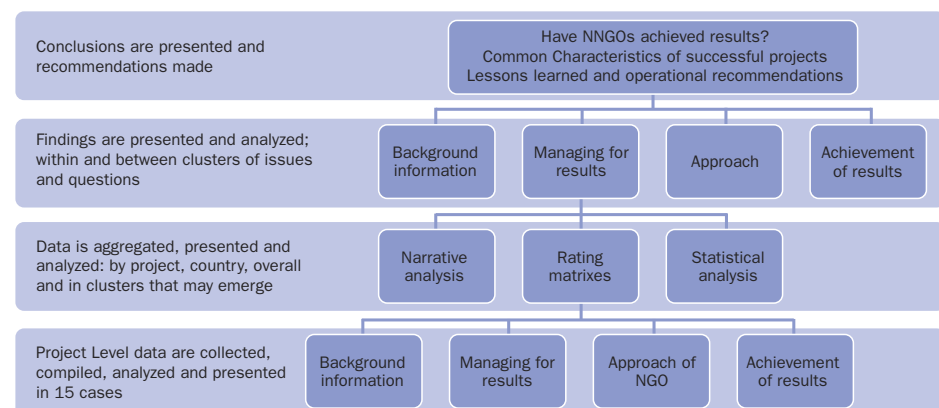 Conclusions are presented and
recommendations made
Have NNGOs achieved results?
Common Characteristics of successful projects
Lessons learned and operational recommendations
Findings are presented and analyzed;
within and between clusters of issues
and questions
Background
information
Managing for
results
Approach
Achievement
of results
Data is aggregated, presented and
analyzed: by project, country, overall
and in clusters that may emerge
Narrative
analysis
Rating
matrixes
Statistical
analysis
Project Level data are collected,
compiled, analyzed and presented
in 15 cases
Background
information
Managing for
results
Approach of
NGO
Achievement
of results